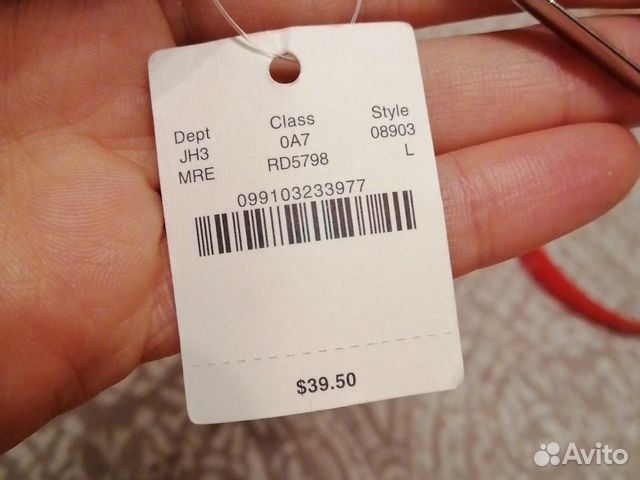 Dept Class Style
JH3 0A7 08903
MRE RD5798 L
099103233977
$39.50
Avito